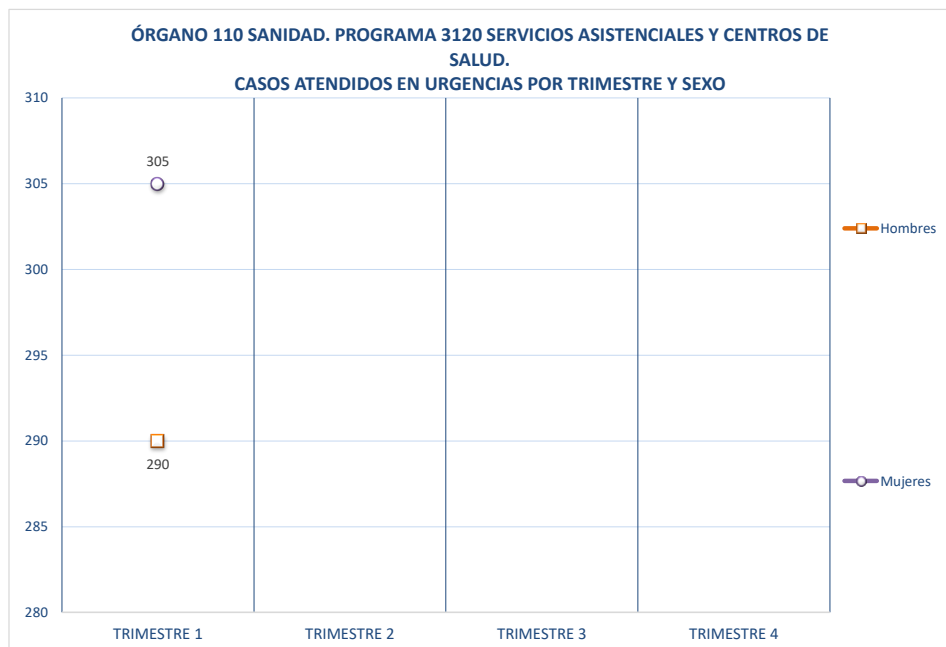 ÓRGANO 110 SANIDAD. PROGRAMA 3120 SERVICIOS ASISTENCIALES Y CENTROS DE
SALUD.
CASOS ATENDIDOS EN URGENCIAS POR TRIMESTRE Y SEXO
310
305
300
295
290
285
280
305
290
TRIMESTRE 1
TRIMESTRE 2
TRIMESTRE 3
TRIMESTRE 4
Hombres
Mujeres